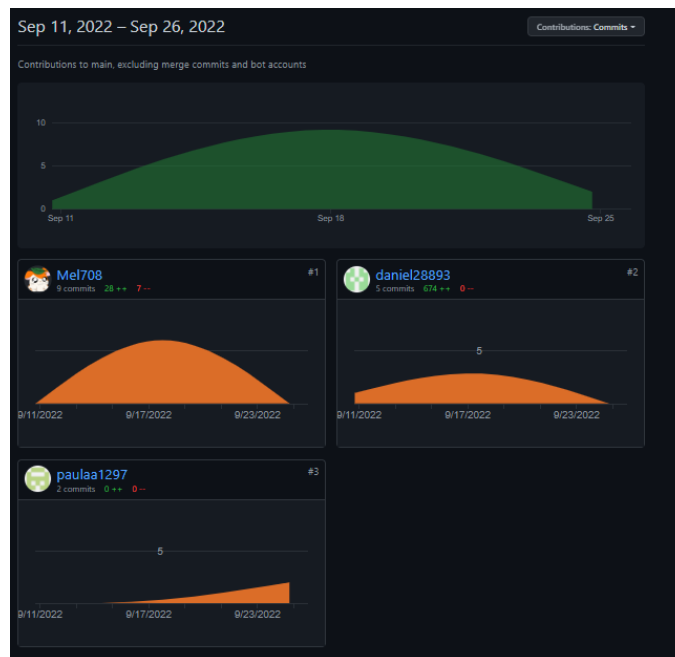 Sep 11, 2022 – Sep 26, 2022
Contributions: Commits
Contributions to main, excluding merge commits and bot accounts
10
5
0
Sep 11 Sep 18 Sep 25
Mel708 #1
9 commits 28 ++ 7 --
9/11/2022 9/17/2022 9/23/2022
daniel28893 #2
5 commits 674 ++ 0 --
5
9/11/2022 9/17/2022 9/23/2022
paulaa1297 #3
2 commits 0 ++ 0 --
5
9/11/2022 9/17/2022 9/23/2022